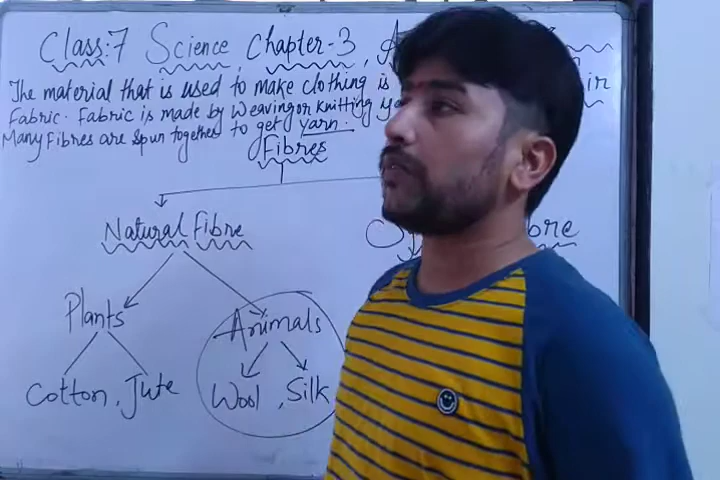 Class:7 Science Chapter-3,
The material that is used to make clothing is
Fabric. Fabric is made by Weaving or Knitting
Many Fibres are Spun together to get yarn.
Fibres
Natural Fibre
bre
Plants
Animals
Cotton, Jute
Wool, Silk